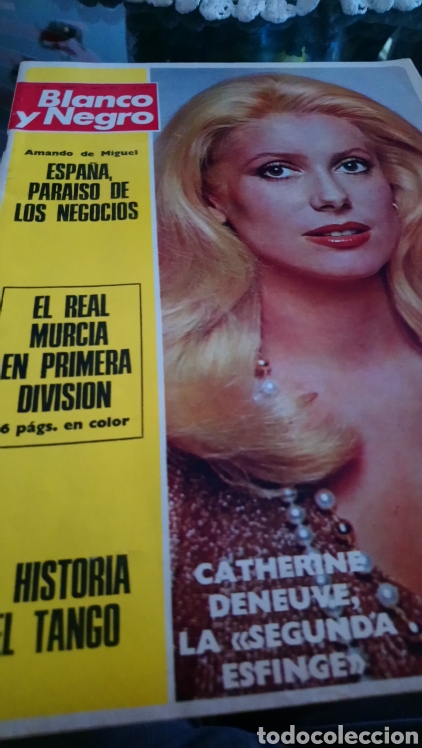 Blanco
y Negro
Amando de Miguel
ESPAÑA,
PARAISO DE
LOS NEGOCIOS
EL REAL
MURCIA
EN PRIMERA
DIVISION
6 págs. en color
HISTORIA
EL TANGO
CATHERINE
DENEUVE,
LA «SEGUNDA
ESFINGE»
todocoleccion